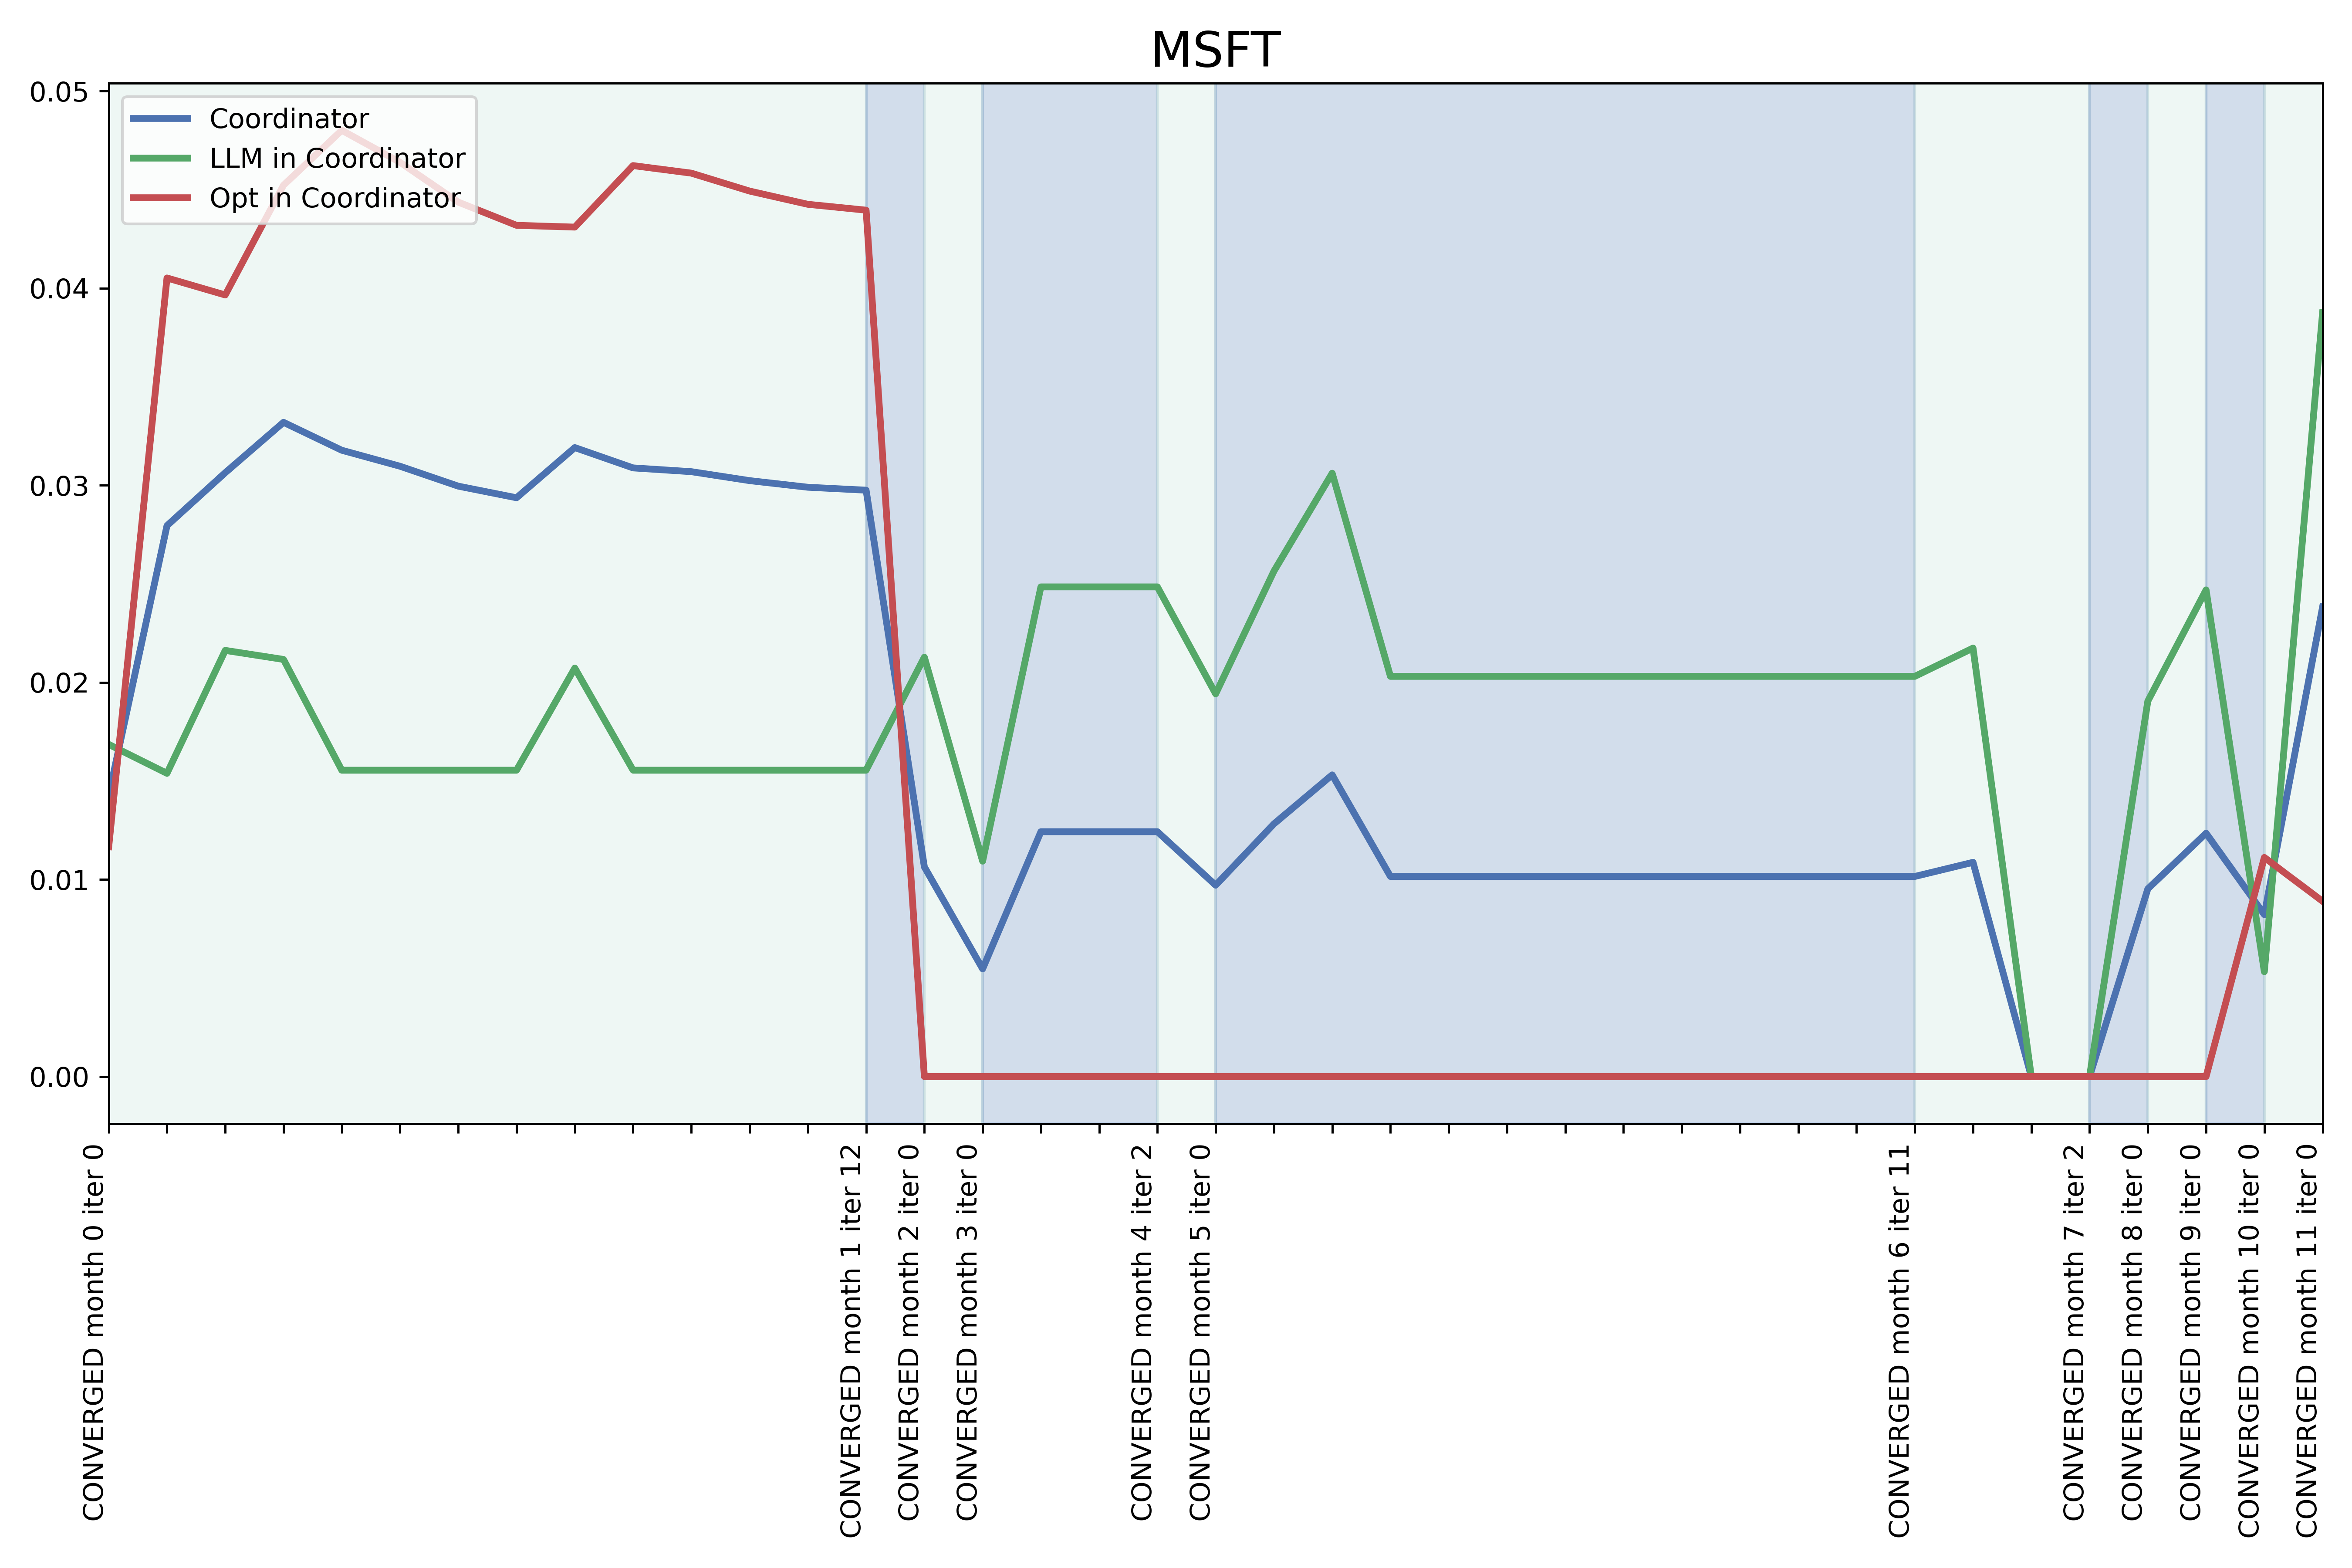 MSFT
0.05
0.04
0.03
0.02
0.01
0.00
Coordinator
LLM in Coordinator
Opt in Coordinator
CONVERGED month 0 iter 0
CONVERGED month 1 iter 12
CONVERGED month 2 iter 0
CONVERGED month 3 iter 0
CONVERGED month 4 iter 2
CONVERGED month 5 iter 0
CONVERGED month 6 iter 11
CONVERGED month 7 iter 2
CONVERGED month 8 iter 0
CONVERGED month 9 iter 0
CONVERGED month 10 iter 0
CONVERGED month 11 iter 0